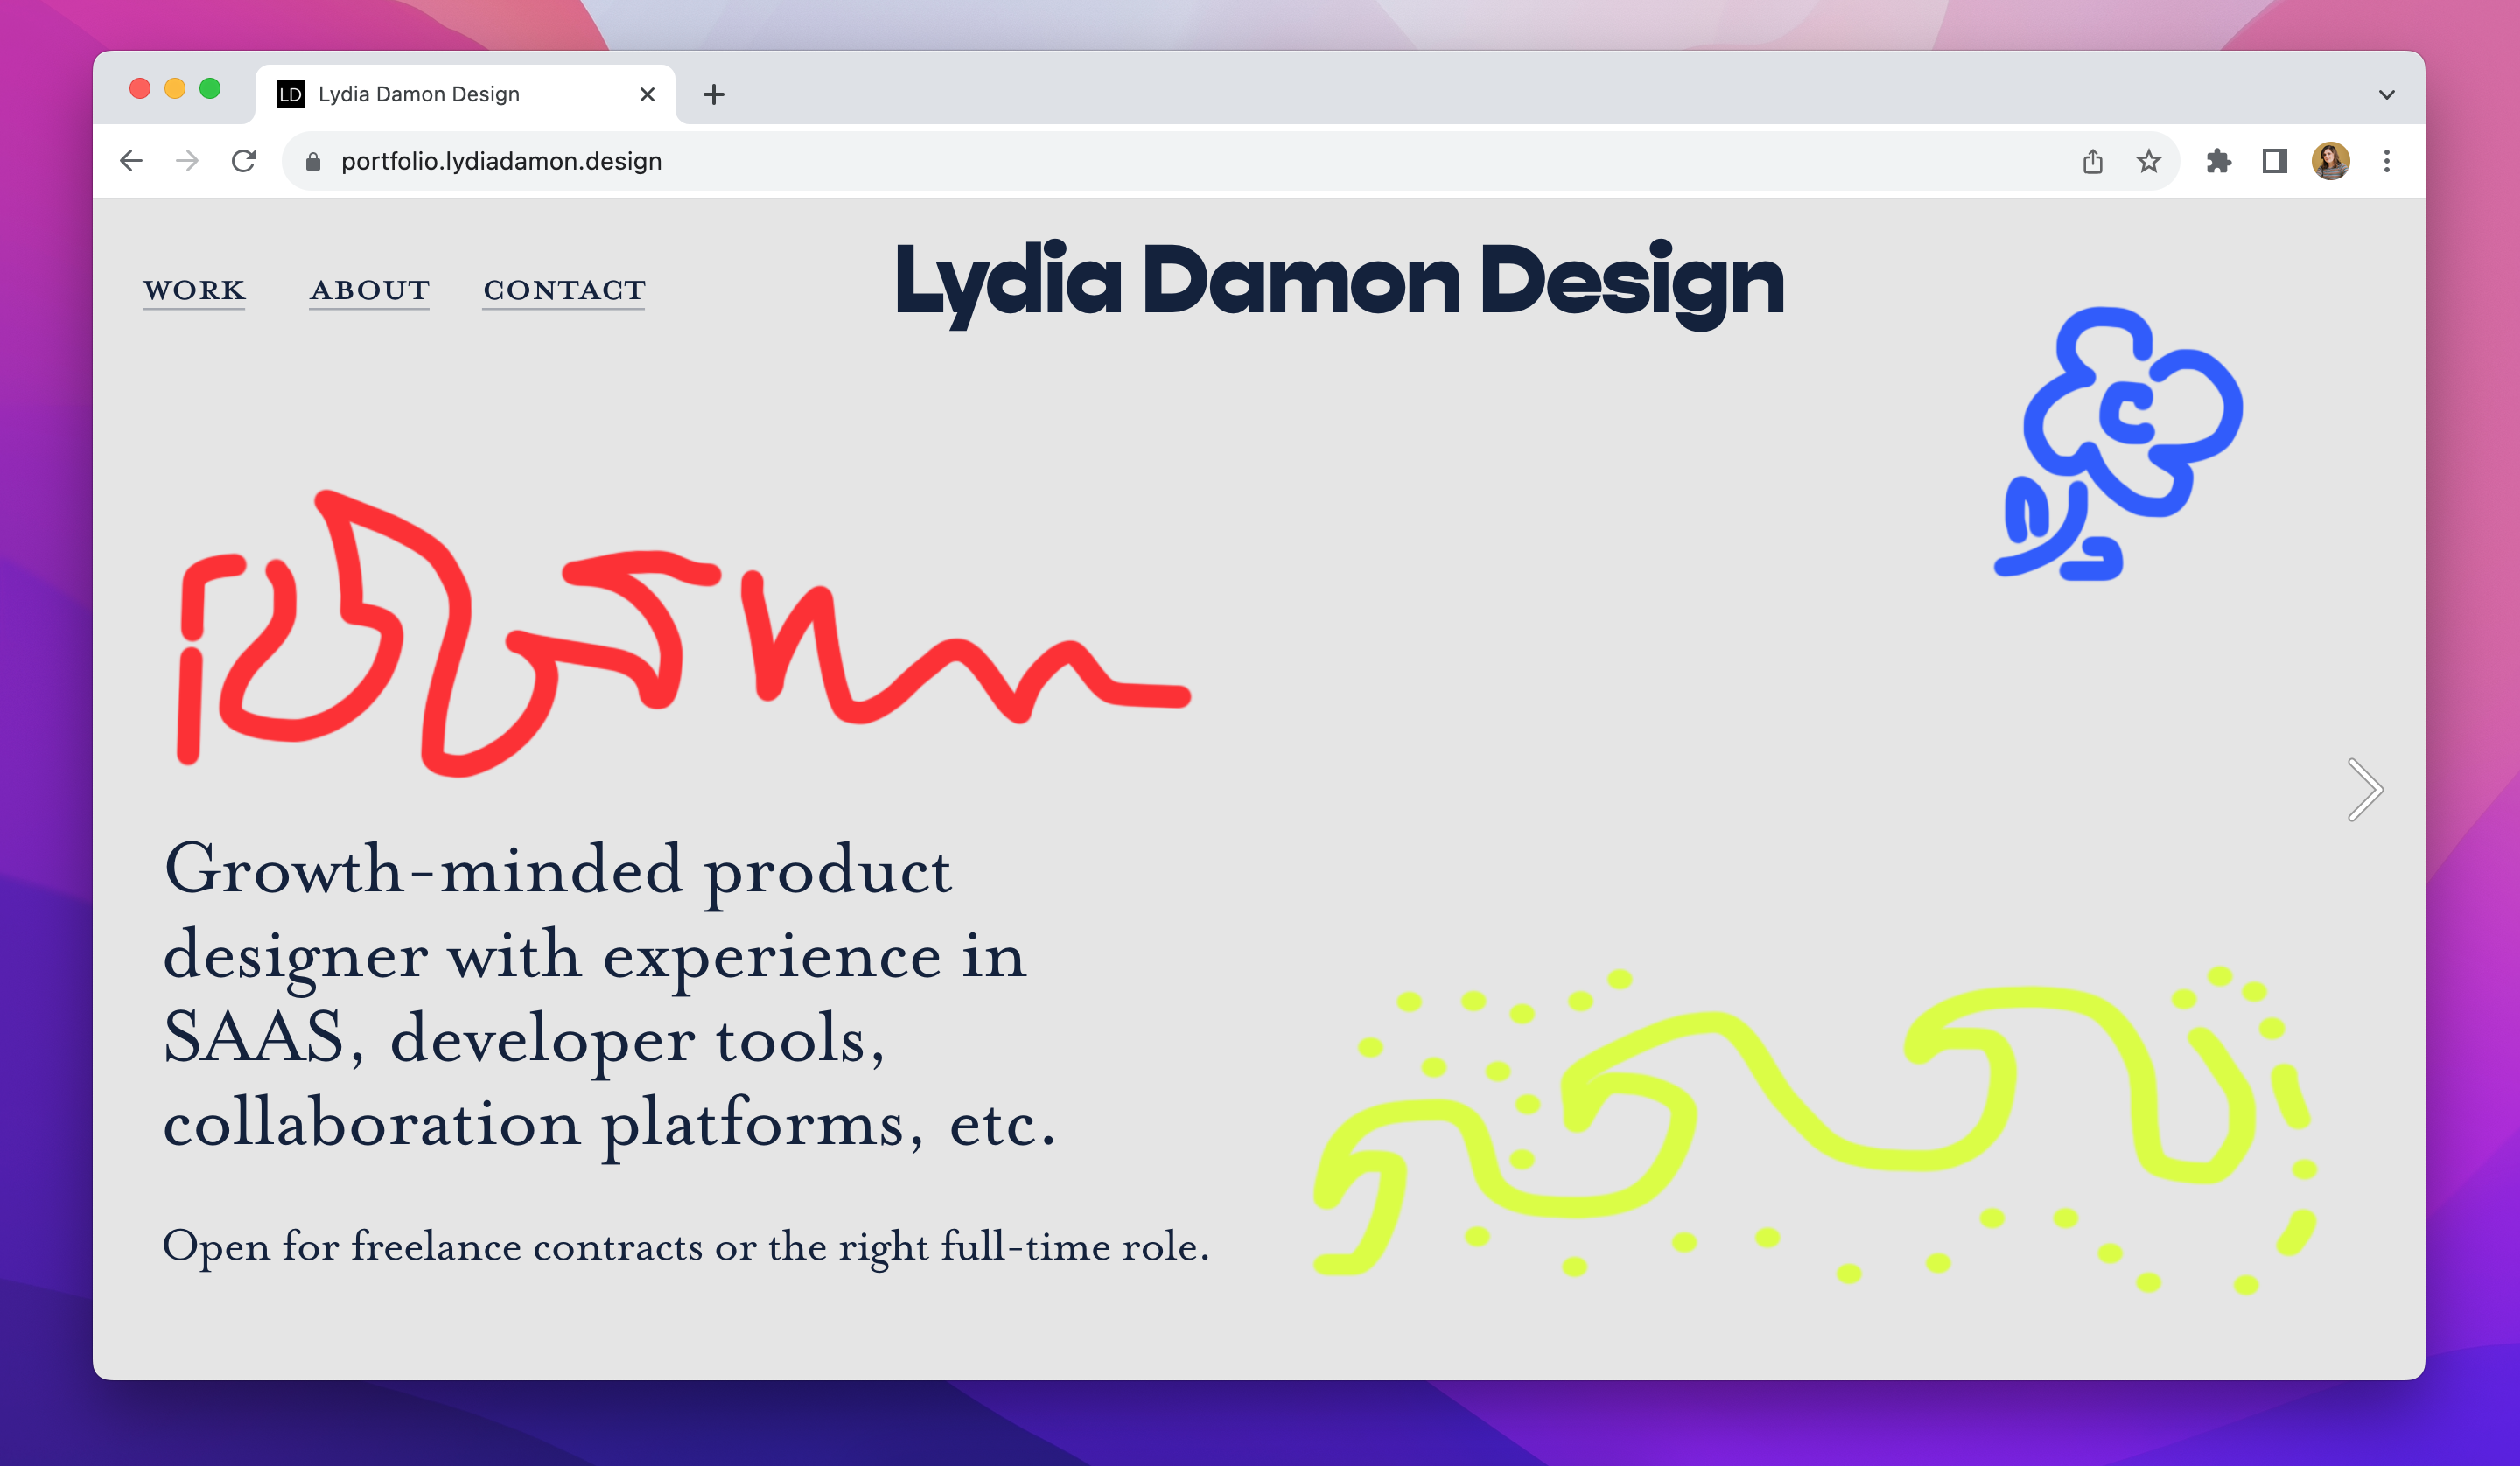 LD Lydia Damon Design
portfolio.lydiadamon.design
WORK ABOUT CONTACT
Lydia Damon Design
Growth-minded product
designer with experience in
SAAS, developer tools,
collaboration platforms, etc.
Open for freelance contracts or the right full-time role.